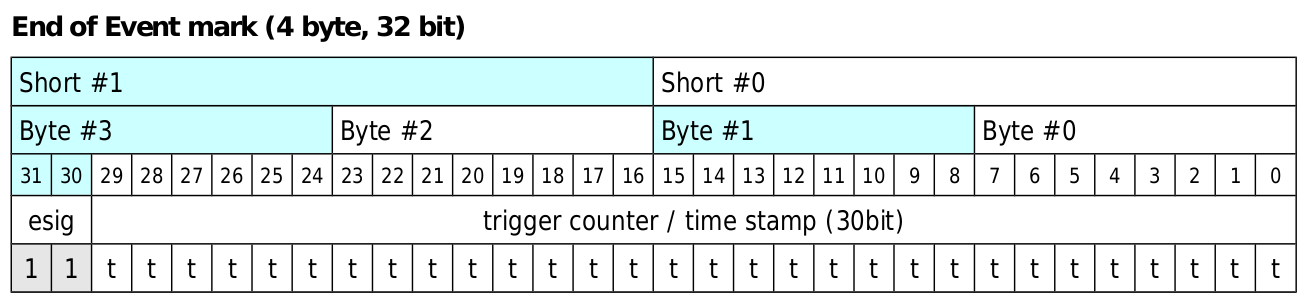 End of Event mark (4 byte, 32 bit)
Short #1 Short #0
Byte #3 Byte #2 Byte #1 Byte #0
31 30 29 28 27 26 25 24 23 22 21 20 19 18 17 16 15 14 13 12 11 10 9 8 7 6 5 4 3 2 1 0
esig trigger counter / time stamp (30bit)
1 1 t t t t t t t t t t t t t t t t t t t t t t t t t t t t t t